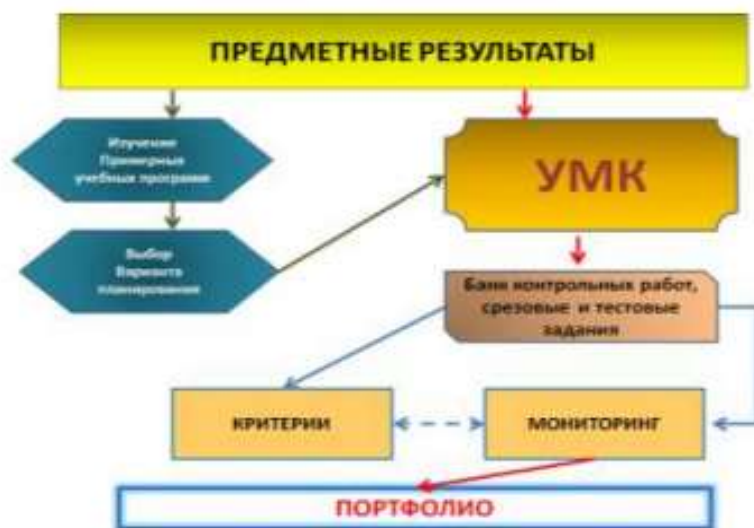 ПРЕДМЕТНЫЕ РЕЗУЛЬТАТЫ
Изучение
Примерных
учебных программ
УМК
Выбор
Варианта
планирования
Банк контрольных работ,
срезовые и тестовые
задания
КРИТЕРИИ
МОНИТОРИНГ
ПОРТФОЛИО